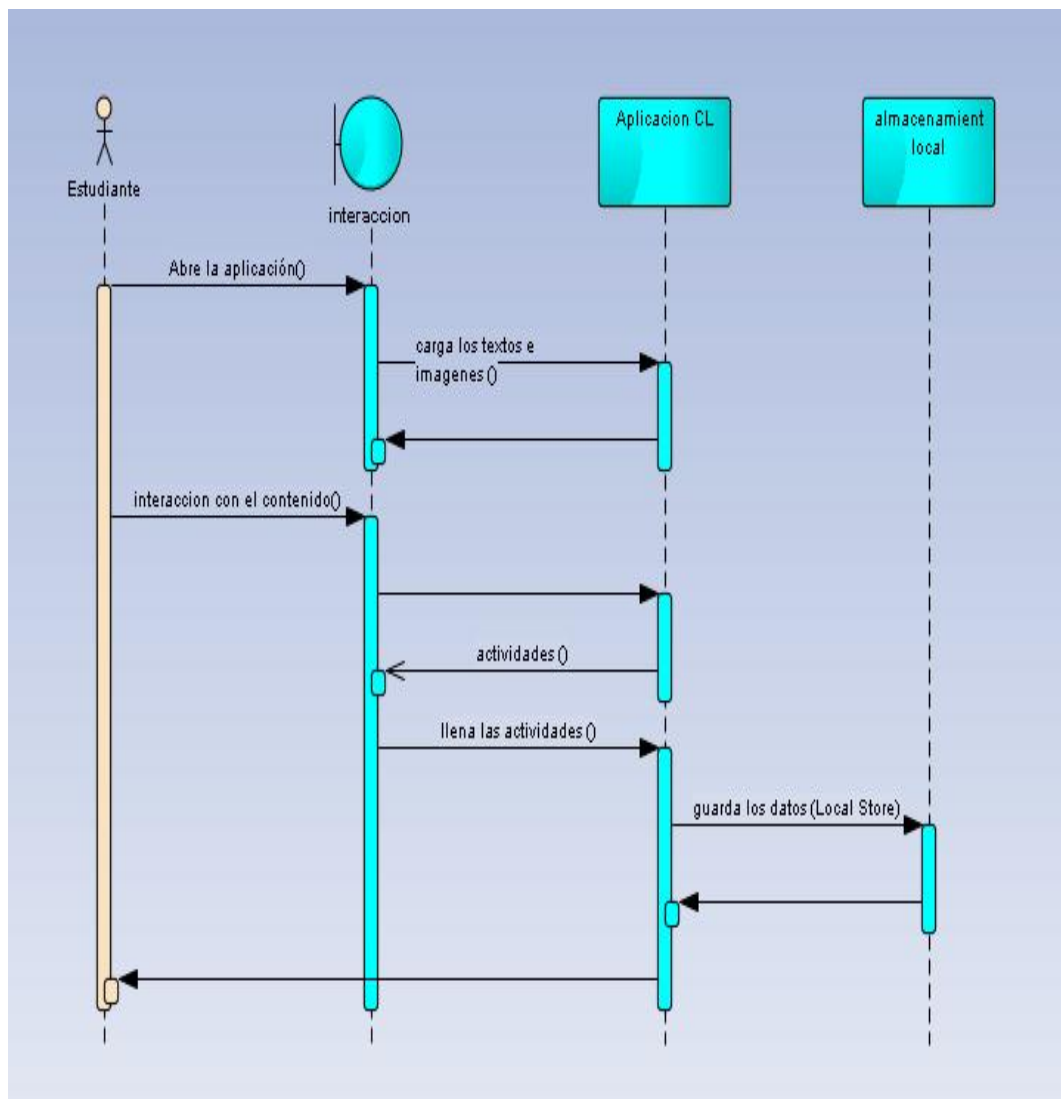 Aplicacion CL
almacenamient
local
Estudiante
interaccion
Abre la aplicación()
carga los textos e
imagenes ()
interaccion con el contenido()
actividades ()
llena las actividades ()
guarda los datos (Local Store)